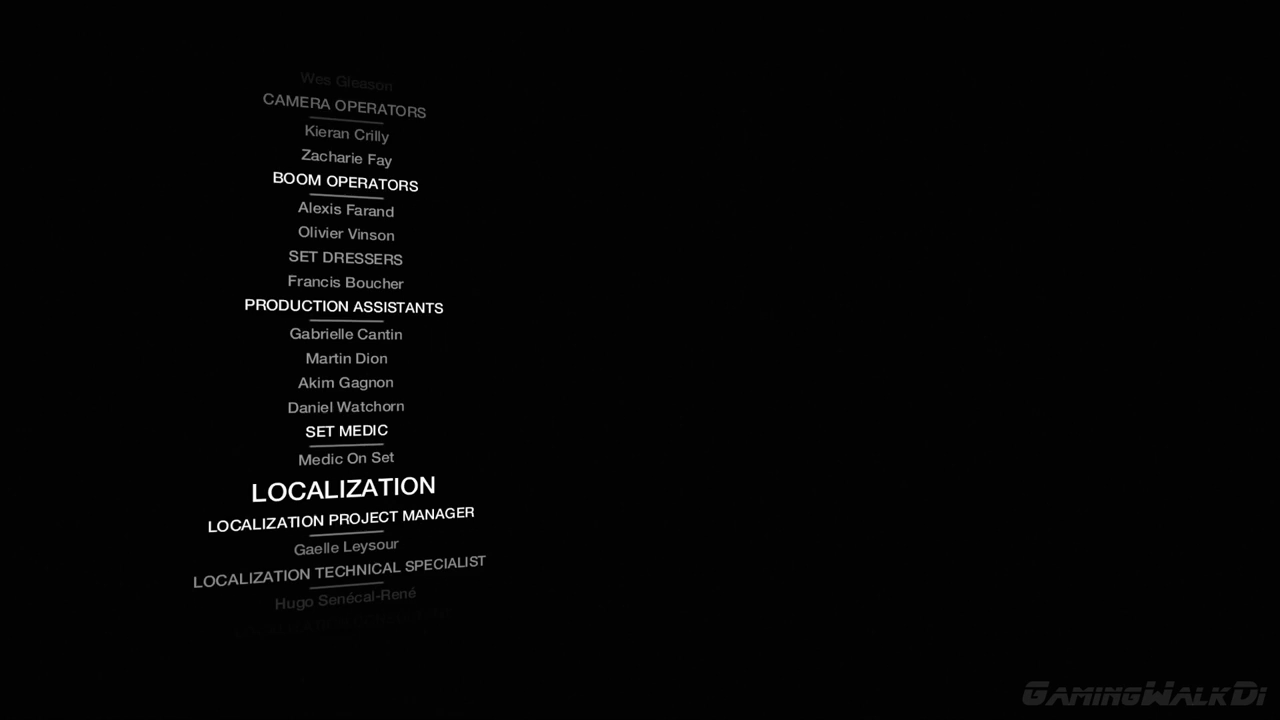 Wes Gleason
CAMERA OPERATORS
Kieran Crilly
Zacharie Fay
BOOM OPERATORS
Alexis Farand
Olivier Vinson
SET DRESSERS
Francis Boucher
PRODUCTION ASSISTANTS
Gabrielle Cantin
Martin Dion
Akim Gagnon
Daniel Watchorn
SET MEDIC
Medic On Set
LOCALIZATION
LOCALIZATION PROJECT MANAGER
Gaelle Leysour
LOCALIZATION TECHNICAL SPECIALIST
Hugo Senécal-René
GAMINGWALKDI